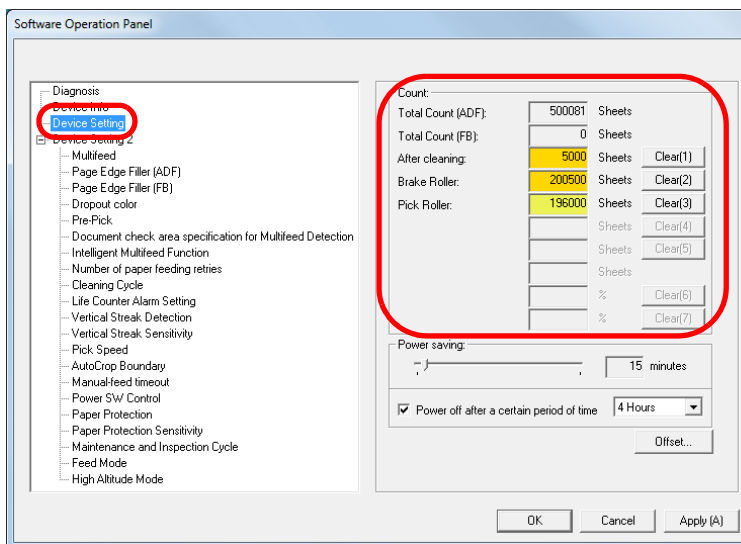 Software Operation Panel
Diagnosis
Device Info
Device Setting
Device Setting 2
Multifeed
Page Edge Filler (ADF)
Page Edge Filler (FB)
Dropout color
Pre-Pick
Document check area specification for Multifeed Detection
Intelligent Multifeed Function
Number of paper feeding retries
Cleaning Cycle
Life Counter Alarm Setting
Vertical Streak Detection
Vertical Streak Sensitivity
Pick Speed
AutoCrop Boundary
Manual-feed timeout
Power SW Control
Paper Protection
Paper Protection Sensitivity
Maintenance and Inspection Cycle
Feed Mode
High Altitude Mode
Count:
Total Count (ADF): 500081 Sheets
Total Count (FB): 0 Sheets
After cleaning: 5000 Sheets Clear(1)
Brake Roller: 200500 Sheets Clear(2)
Pick Roller: 196000 Sheets Clear(3)
Sheets Clear(4)
Sheets Clear(5)
Sheets
% Clear(6)
% Clear(7)
Power saving:
15 minutes
Power off after a certain period of time 4 Hours
Offset...
OK Cancel Apply (A)